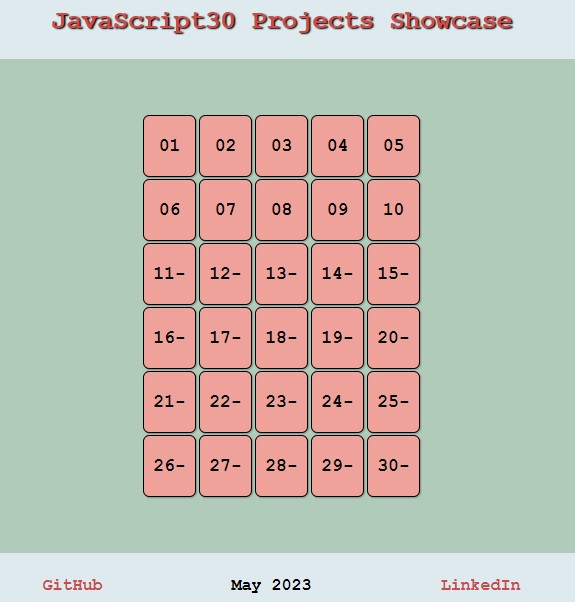 JavaScript30 Projects Showcase
01 02 03 04 05
06 07 08 09 10
11- 12- 13- 14- 15-
16- 17- 18- 19- 20-
21- 22- 23- 24- 25-
26- 27- 28- 29- 30-
GitHub May 2023 LinkedIn